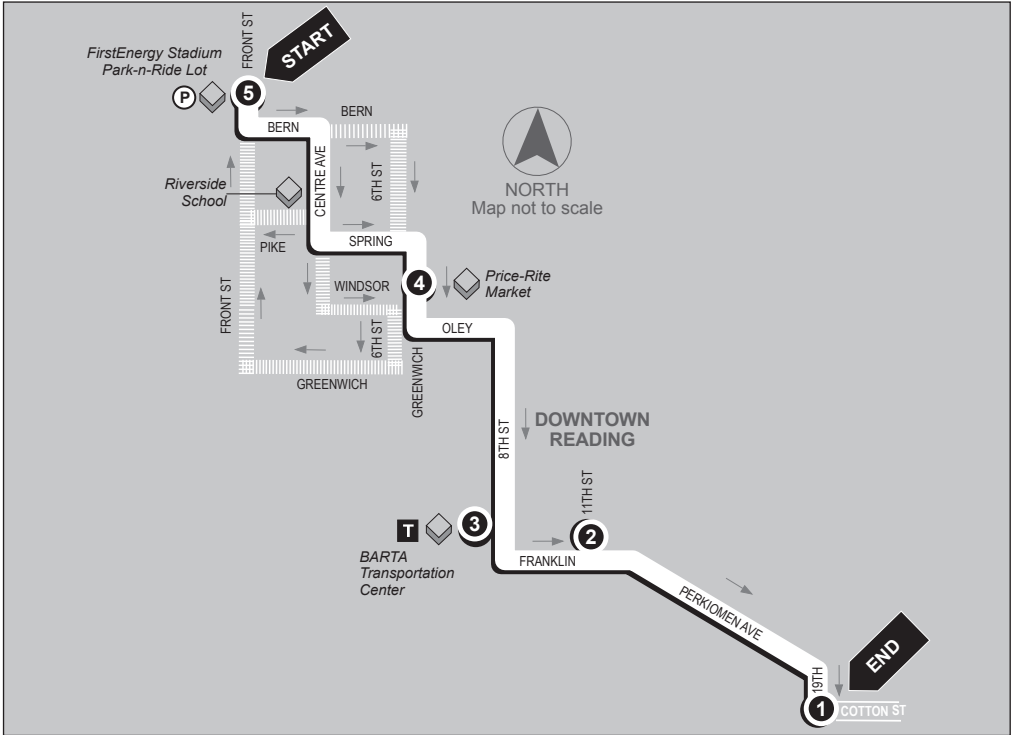 FRONT ST
START
FirstEnergy Stadium
Park-n-Ride Lot
P
5
BERN
BERN
CENTRE AVE
6TH ST
NORTH
Map not to scale
Riverside
School
PIKE
SPRING
4
Price-Rite
Market
WINDSOR
FRONT ST
6TH ST
OLEY
GREENWICH
GREENWICH
8TH ST
DOWNTOWN
READING
11TH ST
T
3
2
BARTA
Transportation
Center
FRANKLIN
PERKIOMEN AVE
END
19TH
1
COTTON ST